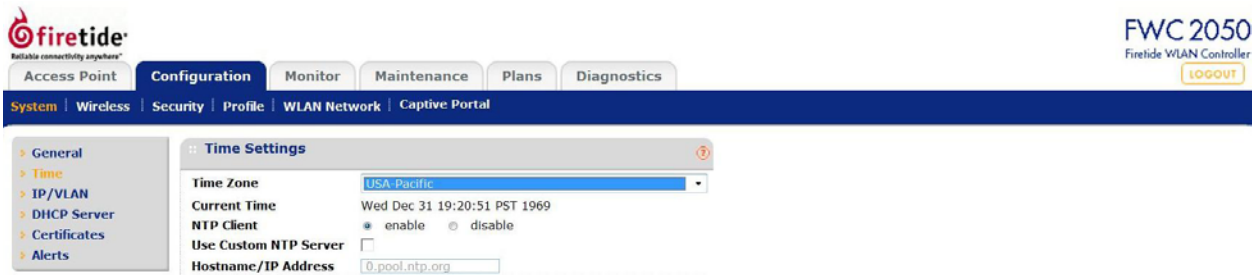 firetide
Reliable connectivity anywhere™
FWC 2050
Firetide WLAN Controller
LOGOUT
Access Point Configuration Monitor Maintenance Plans Diagnostics
System Wireless Security Profile WLAN Network Captive Portal
General
Time
IP/VLAN
DHCP Server
Certificates
Alerts
Time Settings
?
Time Zone USA-Pacific
Current Time Wed Dec 31 19:20:51 PST 1969
NTP Client enable disable
Use Custom NTP Server
Hostname/IP Address 0.pool.ntp.org